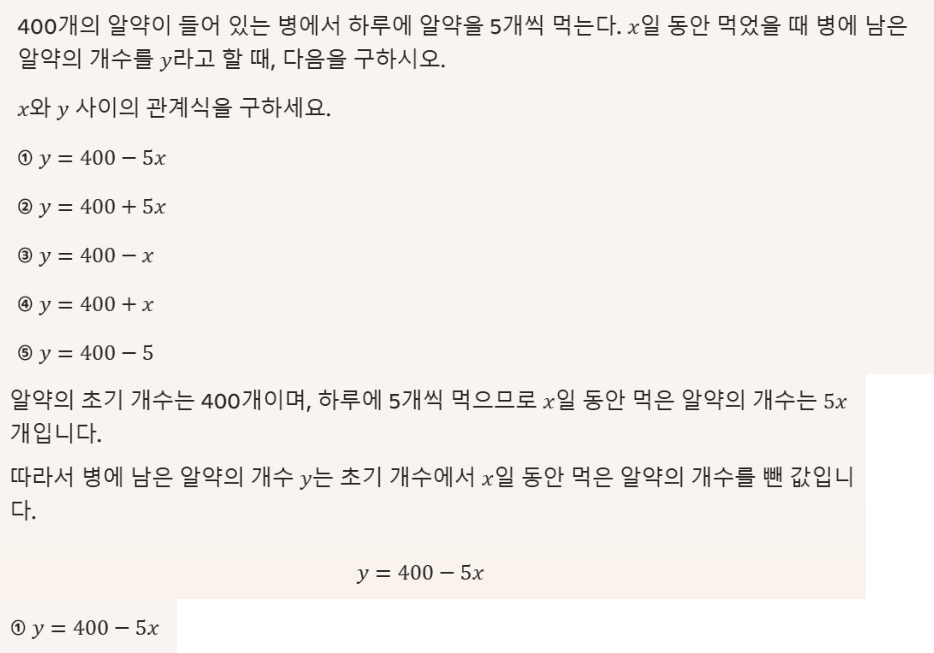 400개의 알약이 들어 있는 병에서 하루에 알약을 5개씩 먹는다. x일 동안 먹었을 때 병에 남은
알약의 개수를 y라고 할 때, 다음을 구하시오.
x와 y 사이의 관계식을 구하세요.
① y = 400 − 5x
② y = 400 + 5x
③ y = 400 − x
④ y = 400 + x
⑤ y = 400 − 5
알약의 초기 개수는 400개이며, 하루에 5개씩 먹으므로 x일 동안 먹은 알약의 개수는 5x
개입니다.
따라서 병에 남은 알약의 개수 y는 초기 개수에서 x일 동안 먹은 알약의 개수를 뺀 값입니
다.
y = 400 − 5x
① y = 400 − 5x